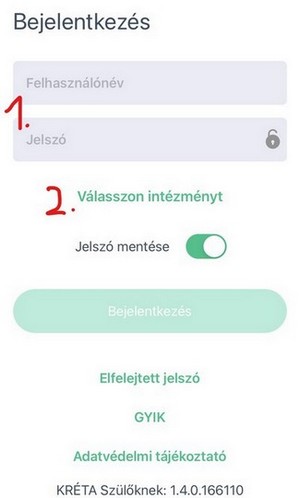 Bejelentkezés
Felhasználónév
1.
Jelszó
2. Válasszon intézményt
Jelszó mentése
Bejelentkezés
Elfelejtett jelszó
GYIK
Adatvédelmi tájékoztató
KRÉTA Szülőknek: 1.4.0.166110